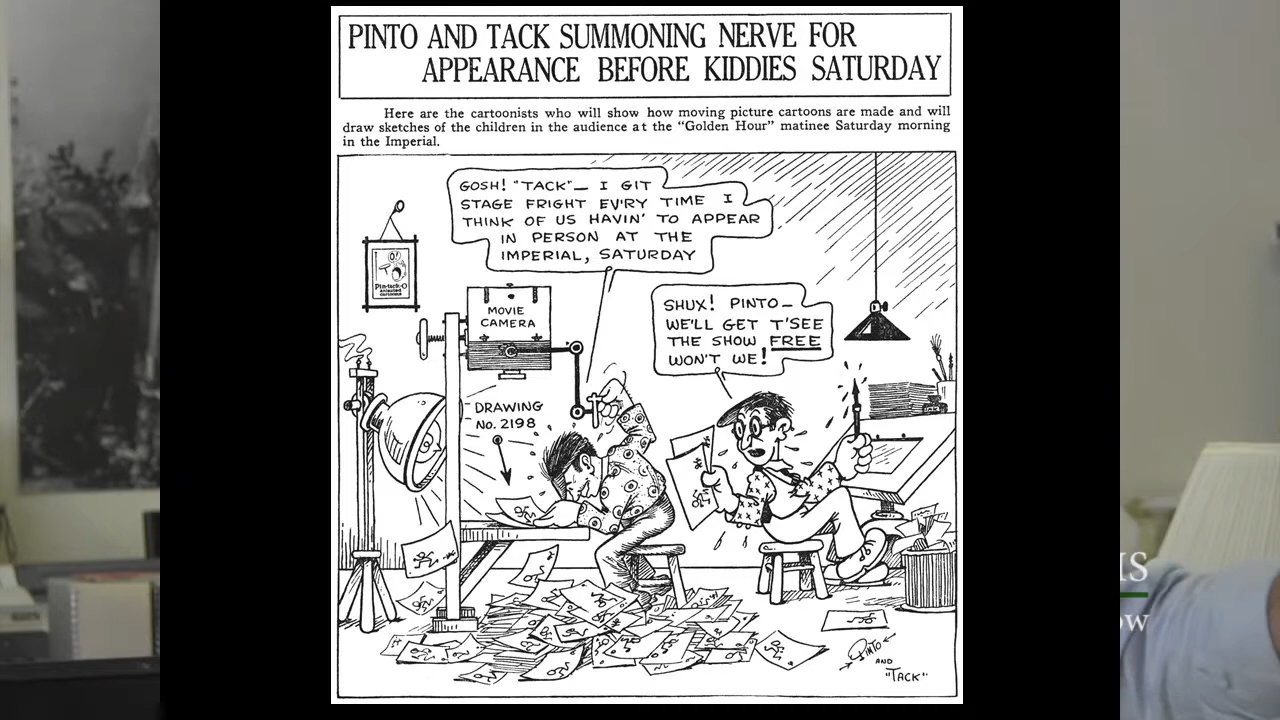 PINTO AND TACK SUMMONING NERVE FOR
APPEARANCE BEFORE KIDDIES SATURDAY
Here are the cartoonists who will show how moving picture cartoons are made and will
draw sketches of the children in the audience at the “Golden Hour” matinee Saturday morning
in the Imperial.
GOSH! "TACK"— I GIT
STAGE FRIGHT EV'RY TIME I
THINK OF US HAVIN' TO APPEAR
IN PERSON AT THE
IMPERIAL, SATURDAY
SHUX! PINTO—
WE'LL GET T'SEE
THE SHOW FREE
WON'T WE!
Pin-tack-O
animated
cartoons
MOVIE
CAMERA
DRAWING
No. 2198
INK
PINTO
AND
"TACK"